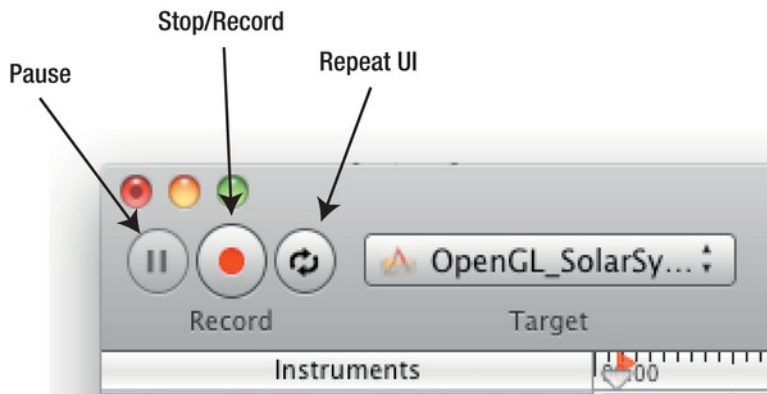 Stop/Record
Pause
Repeat UI
OpenGL_SolarSy...
Record
Target
Instruments